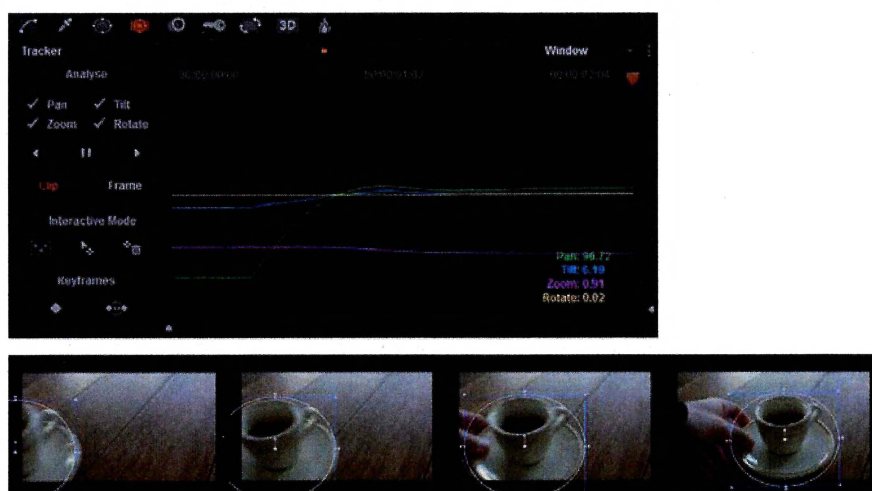 3D
Tracker
Window
Analyse
Pan
Tilt
Zoom
Rotate
Clip
Frame
Interactive Mode
Keyframes
Pan: 96.72
Tilt: 6.19
Zoom: 0.91
Rotate: 0.02